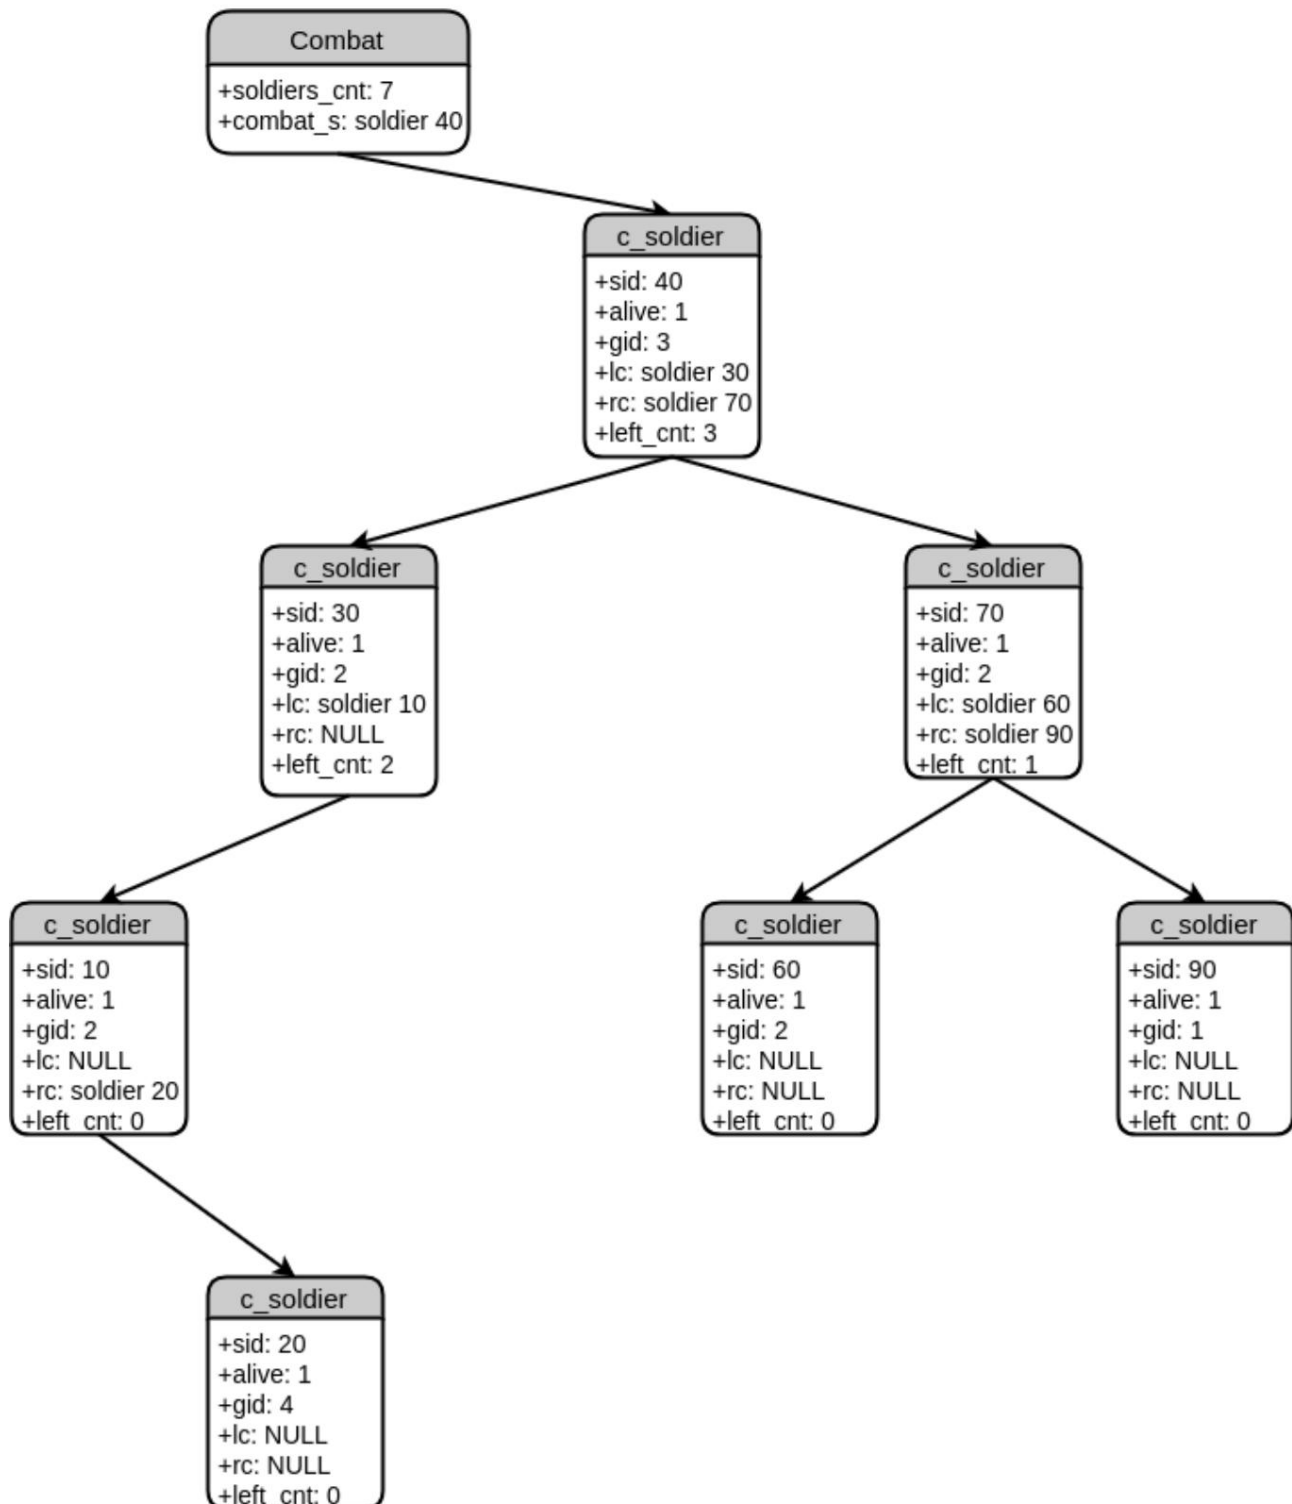 Combat
+soldiers_cnt: 7
+combat_s: soldier 40
c_soldier
+sid: 40
+alive: 1
+gid: 3
+lc: soldier 30
+rc: soldier 70
+left_cnt: 3
c_soldier
+sid: 30
+alive: 1
+gid: 2
+lc: soldier 10
+rc: NULL
+left_cnt: 2
c_soldier
+sid: 70
+alive: 1
+gid: 2
+lc: soldier 60
+rc: soldier 90
+left_cnt: 1
c_soldier
+sid: 10
+alive: 1
+gid: 2
+lc: NULL
+rc: soldier 20
+left_cnt: 0
c_soldier
+sid: 60
+alive: 1
+gid: 2
+lc: NULL
+rc: NULL
+left_cnt: 0
c_soldier
+sid: 90
+alive: 1
+gid: 1
+lc: NULL
+rc: NULL
+left_cnt: 0
c_soldier
+sid: 20
+alive: 1
+gid: 4
+lc: NULL
+rc: NULL
+left_cnt: 0